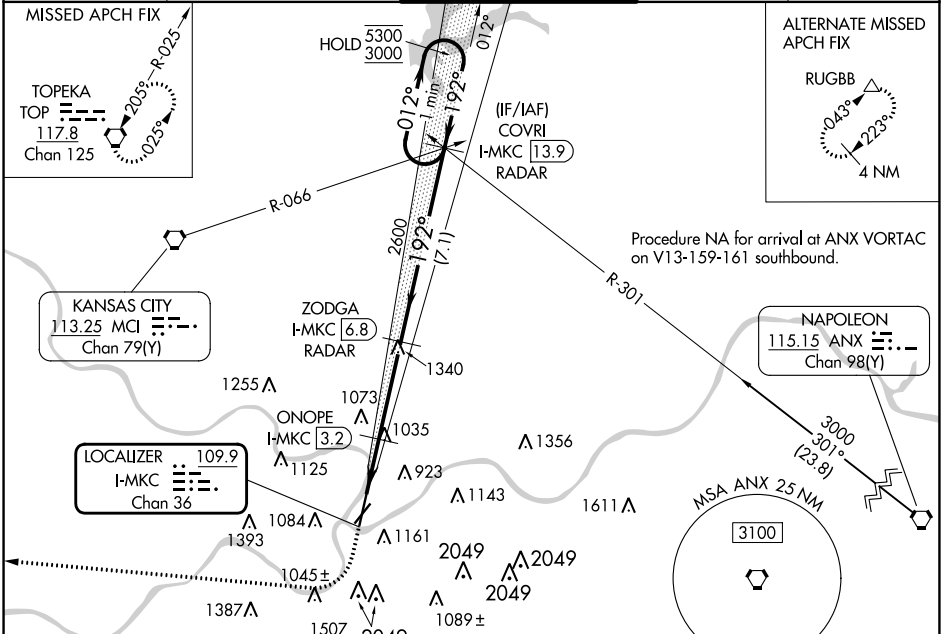 MISSED APCH FIX
R-025
TOPEKA
TOP
117.8
Chan 125
205°
025°
HOLD 5300
3000
012°
012°
1 min
192°
(IF/IAF)
COVRI
I-MKC 13.9
RADAR
ALTERNATE MISSED
APCH FIX
RUGBB
043°
223°
4 NM
R-066
2600
192°
(7.1)
Procedure NA for arrival at ANX VORTAC
on V13-159-161 southbound.
R-301
KANSAS CITY
113.25 MCI
Chan 79(Y)
ZODGA
I-MKC 6.8
RADAR
1340
NAPOLEON
115.15 ANX
Chan 98(Y)
1255
1073
ONOPE
I-MKC 3.2
1035
1356
3000
301°
(23.8)
LOCALIZER 109.9
I-MKC
Chan 36
1125
923
1143
1611
MSA ANX 25 NM
3100
1393
1084
1161
2049
2049
2049
1045±
1387
1507
2049
1089±